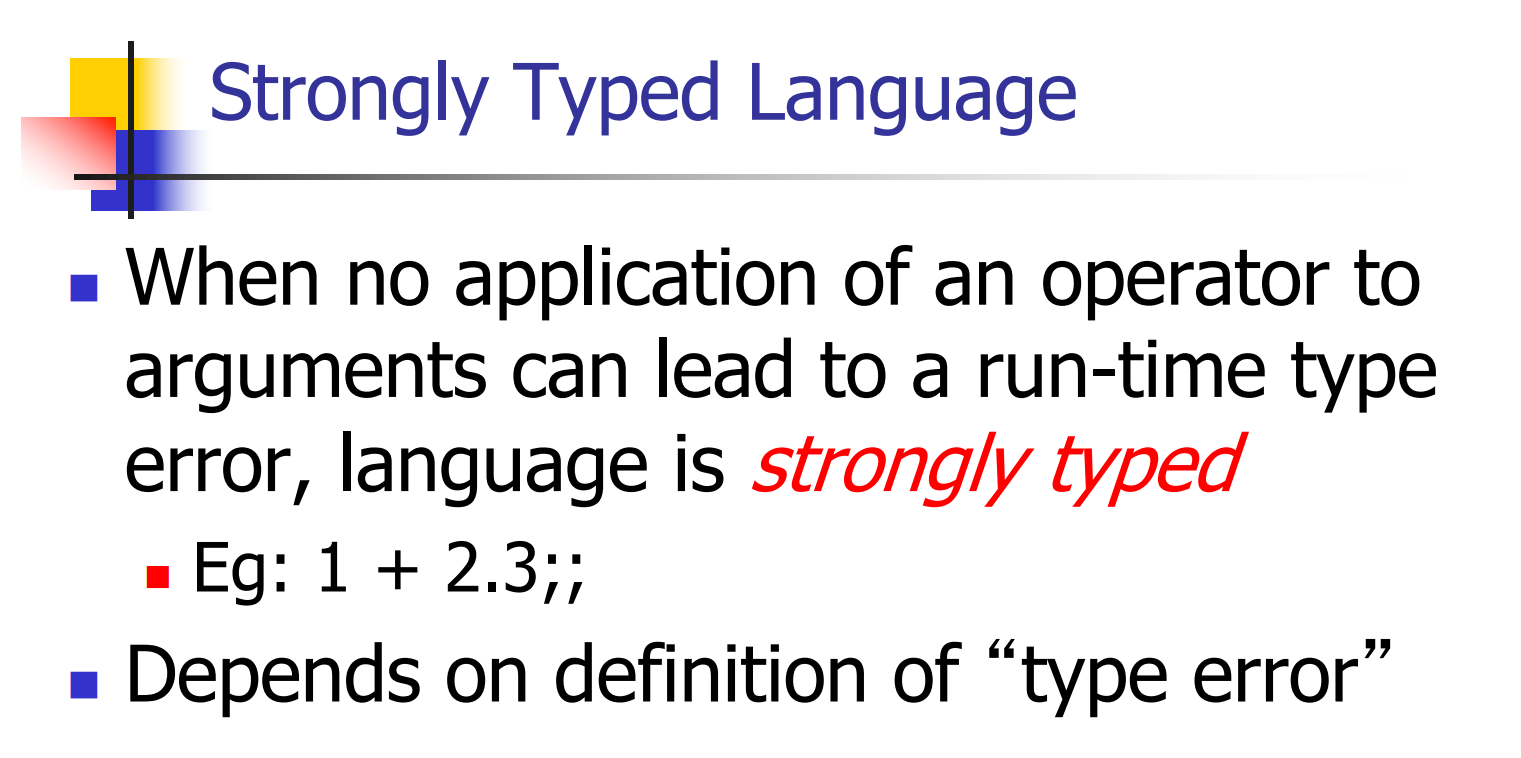 Strongly Typed Language
When no application of an operator to
arguments can lead to a run-time type
error, language is strongly typed
Eg: 1 + 2.3;;
Depends on definition of “type error”